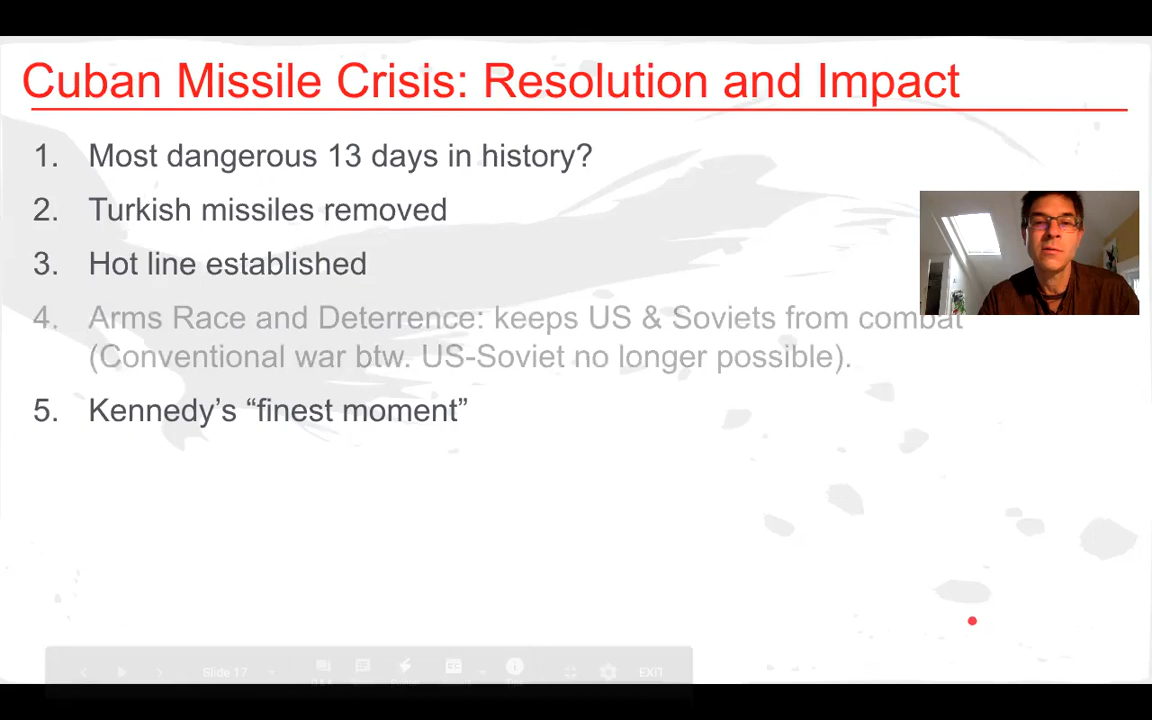 Cuban Missile Crisis: Resolution and Impact
1. Most dangerous 13 days in history?
2. Turkish missiles removed
3. Hot line established
4. Arms Race and Deterrence: keeps US & Soviets from combat
(Conventional war btw. US-Soviet no longer possible).
5. Kennedy’s “finest moment”
Slide 17 CC EXIT